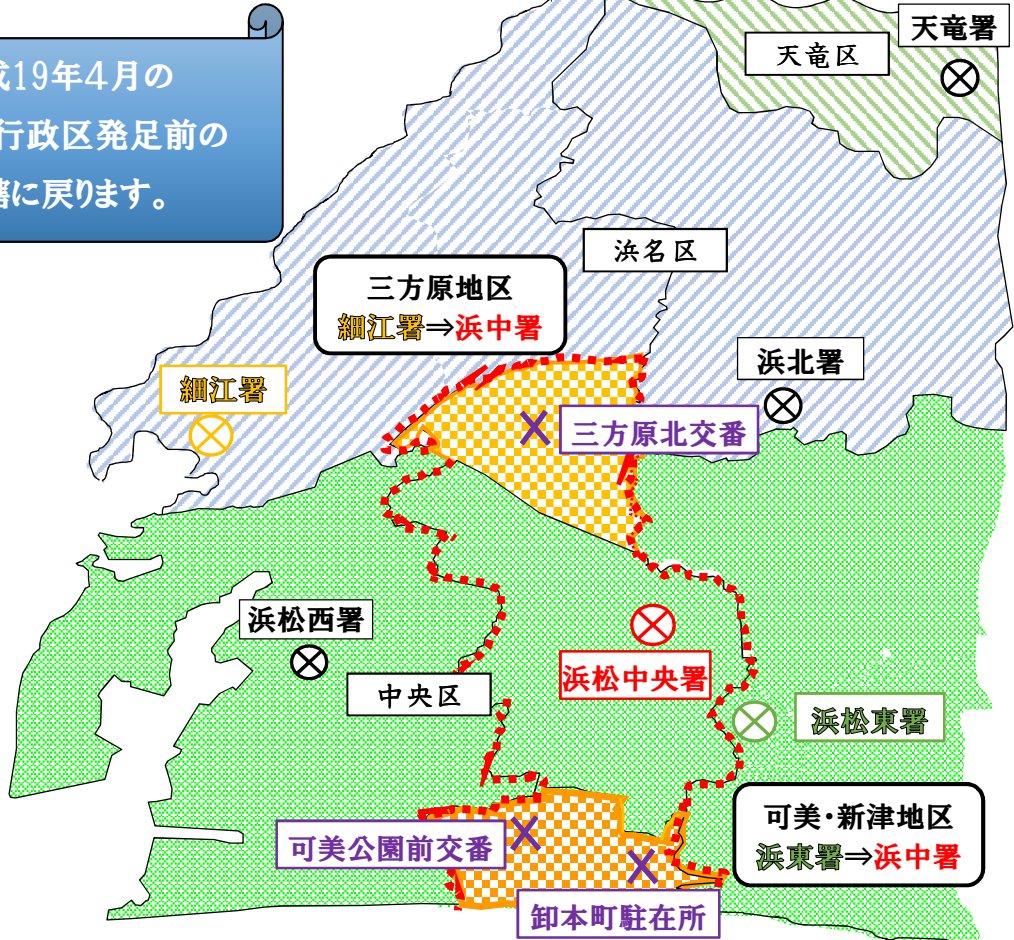 成19年4月の
行政区発足前の
轄に戻ります。
天竜署
天竜区
浜名区
三方原地区
細江署⇒浜中署
浜北署
細江署
三方原北交番
浜松西署
中央区
浜松中央署
浜松東署
可美・新津地区
浜東署⇒浜中署
可美公園前交番
卸本町駐在所